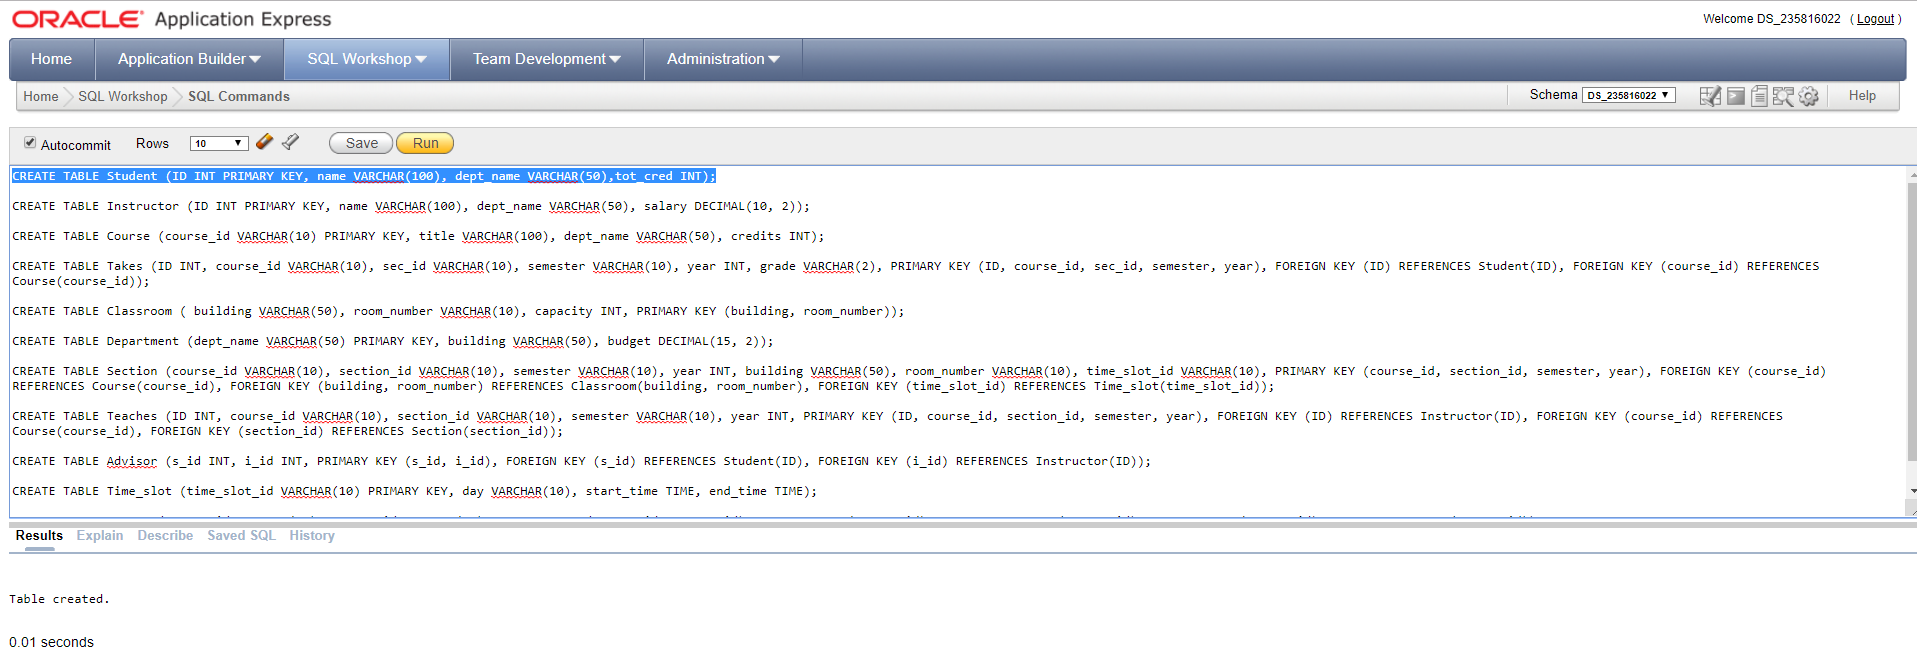 ORACLE Application Express
Welcome DS_235816022 ( Logout )
Home Application Builder SQL Workshop Team Development Administration
Home SQL Workshop SQL Commands Schema DS_235816022 Help
Autocommit Rows 10 Save Run
CREATE TABLE Student (ID INT PRIMARY KEY, name VARCHAR(100), dept_name VARCHAR(50),tot_cred INT);
CREATE TABLE Instructor (ID INT PRIMARY KEY, name VARCHAR(100), dept_name VARCHAR(50), salary DECIMAL(10, 2));
CREATE TABLE Course (course_id VARCHAR(10) PRIMARY KEY, title VARCHAR(100), dept_name VARCHAR(50), credits INT);
CREATE TABLE Takes (ID INT, course_id VARCHAR(10), sec_id VARCHAR(10), semester VARCHAR(10), year INT, grade VARCHAR(2), PRIMARY KEY (ID, course_id, sec_id, semester, year), FOREIGN KEY (ID) REFERENCES Student(ID), FOREIGN KEY (course_id) REFERENCES
Course(course_id));
CREATE TABLE Classroom ( building VARCHAR(50), room_number VARCHAR(10), capacity INT, PRIMARY KEY (building, room_number));
CREATE TABLE Department (dept_name VARCHAR(50) PRIMARY KEY, building VARCHAR(50), budget DECIMAL(15, 2));
CREATE TABLE Section (course_id VARCHAR(10), section_id VARCHAR(10), semester VARCHAR(10), year INT, building VARCHAR(50), room_number VARCHAR(10), time_slot_id VARCHAR(10), PRIMARY KEY (course_id, section_id, semester, year), FOREIGN KEY (course_id)
REFERENCES Course(course_id), FOREIGN KEY (building, room_number) REFERENCES Classroom(building, room_number), FOREIGN KEY (time_slot_id) REFERENCES Time_slot(time_slot_id));
CREATE TABLE Teaches (ID INT, course_id VARCHAR(10), section_id VARCHAR(10), semester VARCHAR(10), year INT, PRIMARY KEY (ID, course_id, section_id, semester, year), FOREIGN KEY (ID) REFERENCES Instructor(ID), FOREIGN KEY (course_id) REFERENCES
Course(course_id), FOREIGN KEY (section_id) REFERENCES Section(section_id));
CREATE TABLE Advisor (s_id INT, i_id INT, PRIMARY KEY (s_id, i_id), FOREIGN KEY (s_id) REFERENCES Student(ID), FOREIGN KEY (i_id) REFERENCES Instructor(ID));
CREATE TABLE Time_slot (time_slot_id VARCHAR(10) PRIMARY KEY, day VARCHAR(10), start_time TIME, end_time TIME);
Results Explain Describe Saved SQL History
Table created.
0.01 seconds